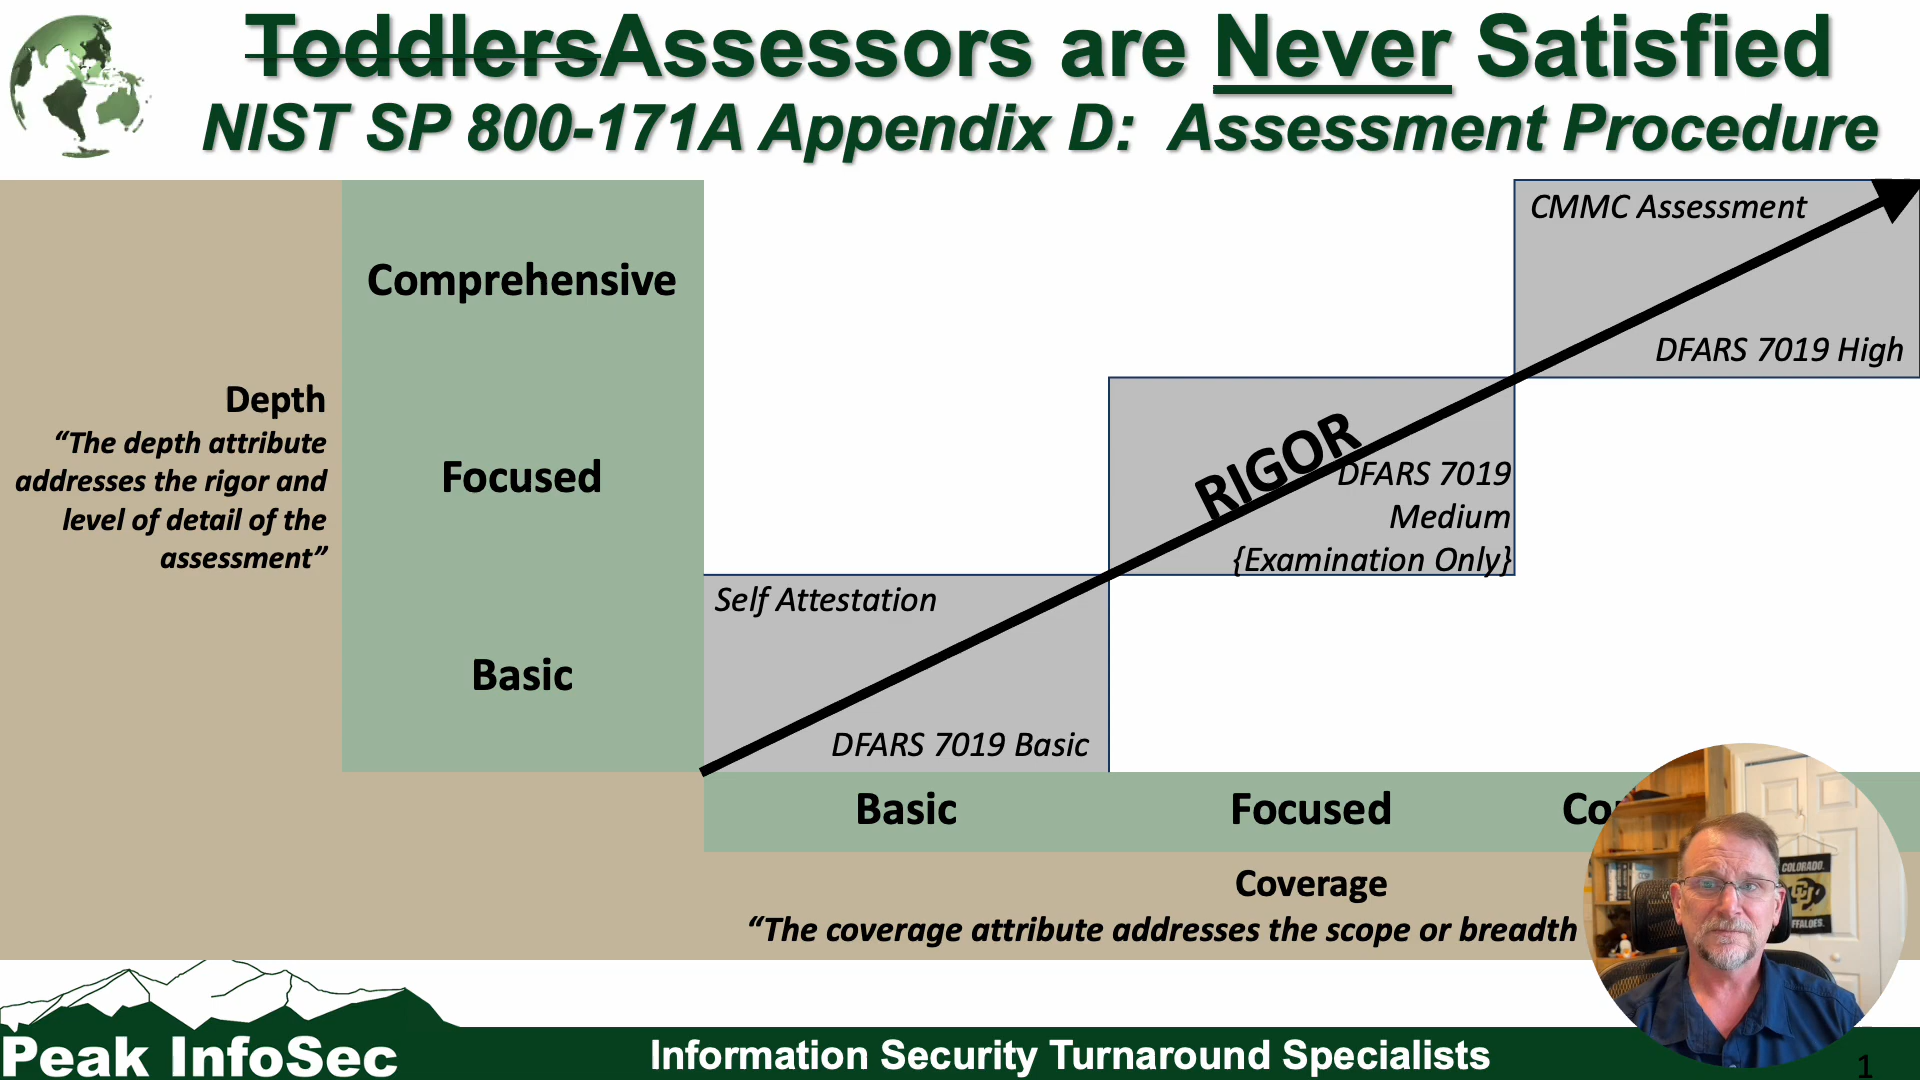 ToddlersAssessors are Never Satisfied
NIST SP 800-171A Appendix D: Assessment Procedure
CMMC Assessment
DFARS 7019 High
Comprehensive
Depth
“The depth attribute
addresses the rigor and
level of detail of the
assessment”
Focused
RIGOR
DFARS 7019
Medium
{Examination Only}
Self Attestation
Basic
DFARS 7019 Basic
Basic
Focused
Coverage
“The coverage attribute addresses the scope or breadth
COLORADO
CU
Peak InfoSec
Information Security Turnaround Specialists
1